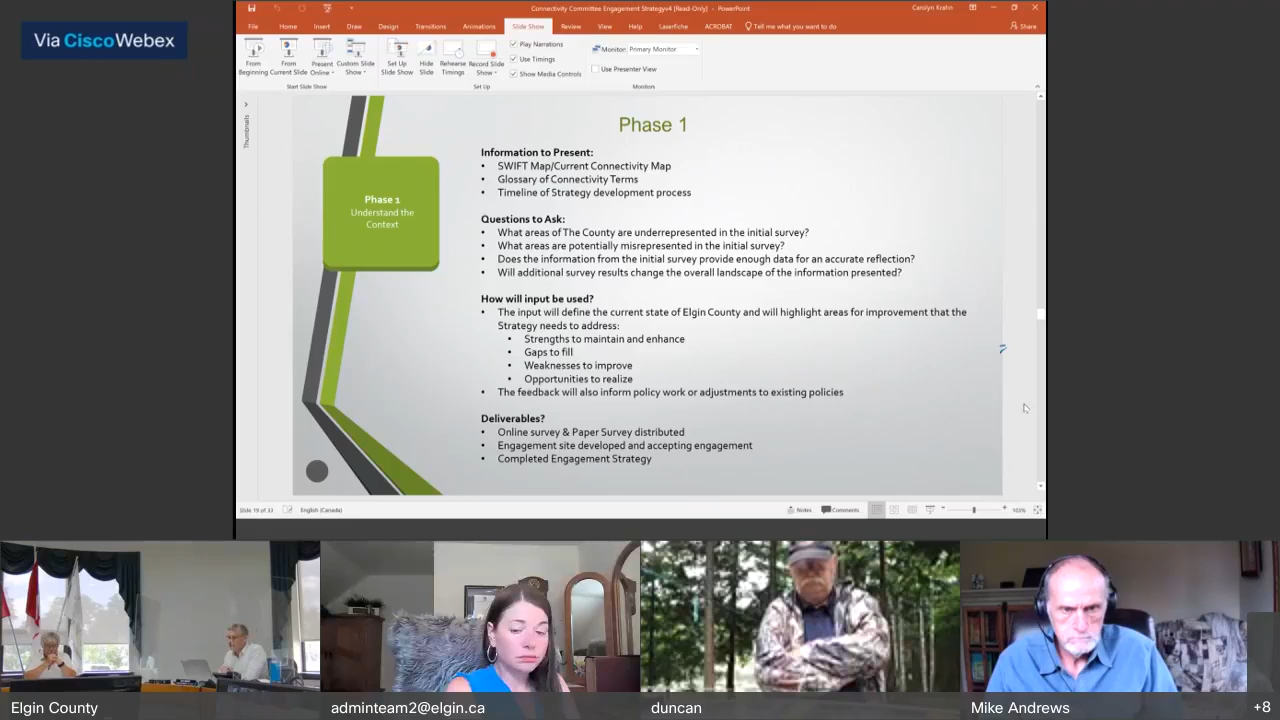 Connectivity Committee Engagement Strategyv4 [Read-Only] - PowerPoint
Carolyn Krahn
Via CiscoWebex
File Home Insert Draw Design Transitions Animations Slide Show Review View Help Laserfiche ACROBAT Tell me what you want to do Share
From Beginning
From Current Slide
Present Online
Custom Slide Show
Set Up Slide Show
Hide Slide
Rehearse Timings
Record Slide Show
Play Narrations
Use Timings
Show Media Controls
Monitor: Primary Monitor
Use Presenter View
Start Slide Show
Set Up
Monitors
Thumbnails
Phase 1
Phase 1
Understand the
Context
Information to Present:
• SWIFT Map/Current Connectivity Map
• Glossary of Connectivity Terms
• Timeline of Strategy development process
Questions to Ask:
• What areas of The County are underrepresented in the initial survey?
• What areas are potentially misrepresented in the initial survey?
• Does the information from the initial survey provide enough data for an accurate reflection?
• Will additional survey results change the overall landscape of the information presented?
How will input be used?
• The input will define the current state of Elgin County and will highlight areas for improvement that the
Strategy needs to address:
• Strengths to maintain and enhance
• Gaps to fill
• Weaknesses to improve
• Opportunities to realize
• The feedback will also inform policy work or adjustments to existing policies
Deliverables?
• Online survey & Paper Survey distributed
• Engagement site developed and accepting engagement
• Completed Engagement Strategy
Slide 19 of 33 English (Canada) Notes Comments 103%
Elgin County
adminteam2@elgin.ca
duncan
Mike Andrews
+8